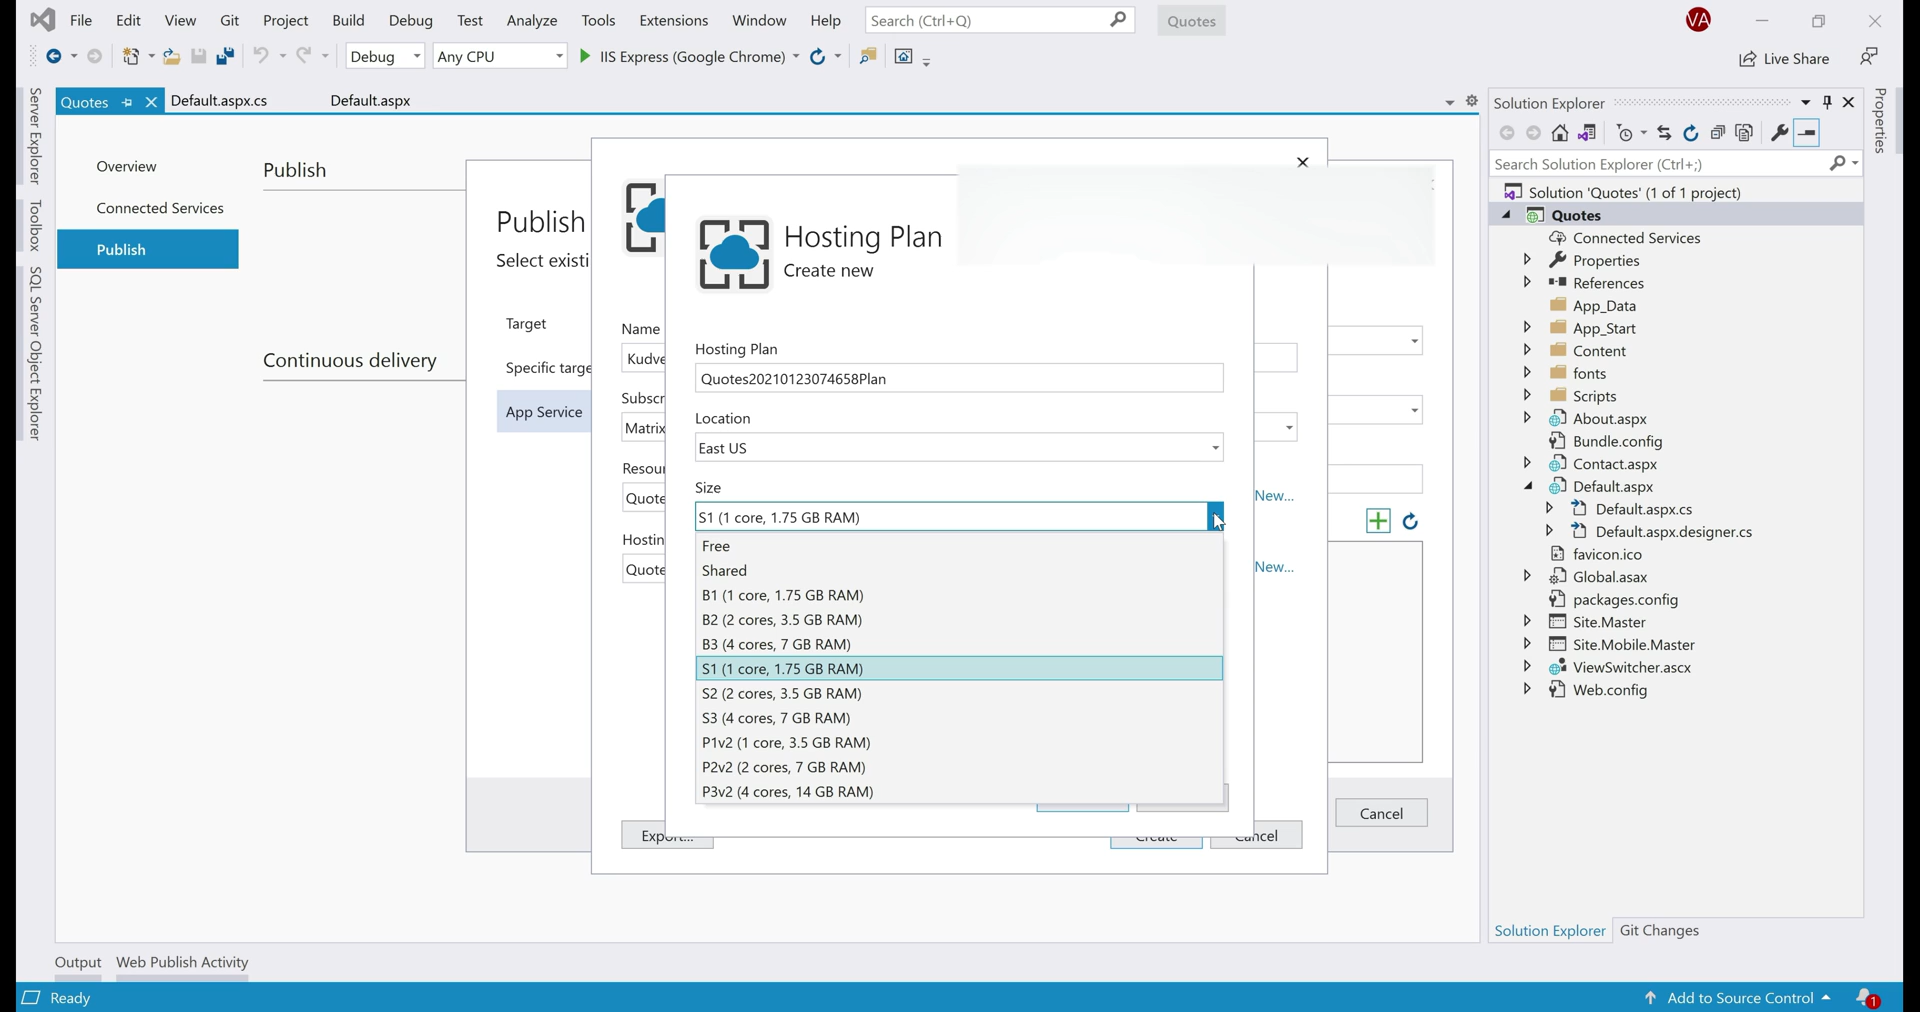 File Edit View Git Project Build Debug Test Analyze Tools Extensions Window Help Search (Ctrl+Q) Quotes VA
Debug Any CPU IIS Express (Google Chrome) Live Share
Server Explorer
Toolbox
SQL Server Object Explorer
Quotes Default.aspx.cs Default.aspx
Overview
Connected Services
Publish
Publish
Continuous delivery
Publish
Select existi
Target
Specific targe
App Service
Cancel
Name
Kudve
Subscr
Matrix
Resour
Quote
New...
Hostin
Quote
New...
Export...
Create
Cancel
Hosting Plan
Create new
Hosting Plan
Quotes20210123074658Plan
Location
East US
Size
S1 (1 core, 1.75 GB RAM)
Free
Shared
B1 (1 core, 1.75 GB RAM)
B2 (2 cores, 3.5 GB RAM)
B3 (4 cores, 7 GB RAM)
S1 (1 core, 1.75 GB RAM)
S2 (2 cores, 3.5 GB RAM)
S3 (4 cores, 7 GB RAM)
P1v2 (1 core, 3.5 GB RAM)
P2v2 (2 cores, 7 GB RAM)
P3v2 (4 cores, 14 GB RAM)
Solution Explorer
Search Solution Explorer (Ctrl+;)
Solution 'Quotes' (1 of 1 project)
Quotes
Connected Services
Properties
References
App_Data
App_Start
Content
fonts
Scripts
About.aspx
Bundle.config
Contact.aspx
Default.aspx
Default.aspx.cs
Default.aspx.designer.cs
favicon.ico
Global.asax
packages.config
Site.Master
Site.Mobile.Master
ViewSwitcher.ascx
Web.config
Solution Explorer Git Changes
Properties
Output Web Publish Activity
Ready Add to Source Control 1